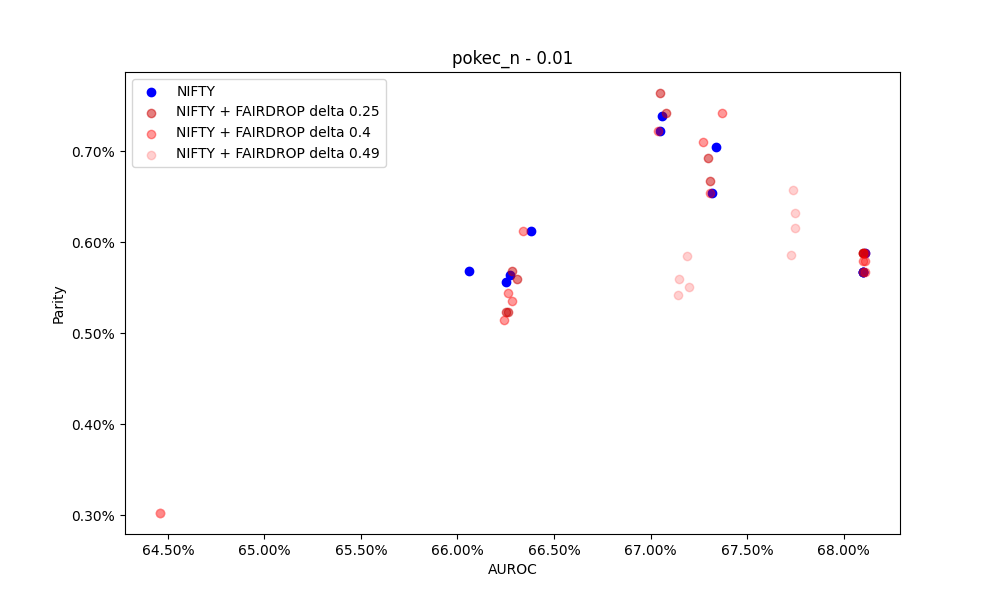 pokec_n - 0.01
NIFTY
NIFTY + FAIRDROP delta 0.25
NIFTY + FAIRDROP delta 0.4
NIFTY + FAIRDROP delta 0.49
0.70%
0.60%
0.50%
0.40%
0.30%
Parity
64.50% 65.00% 65.50% 66.00% 66.50% 67.00% 67.50% 68.00%
AUROC